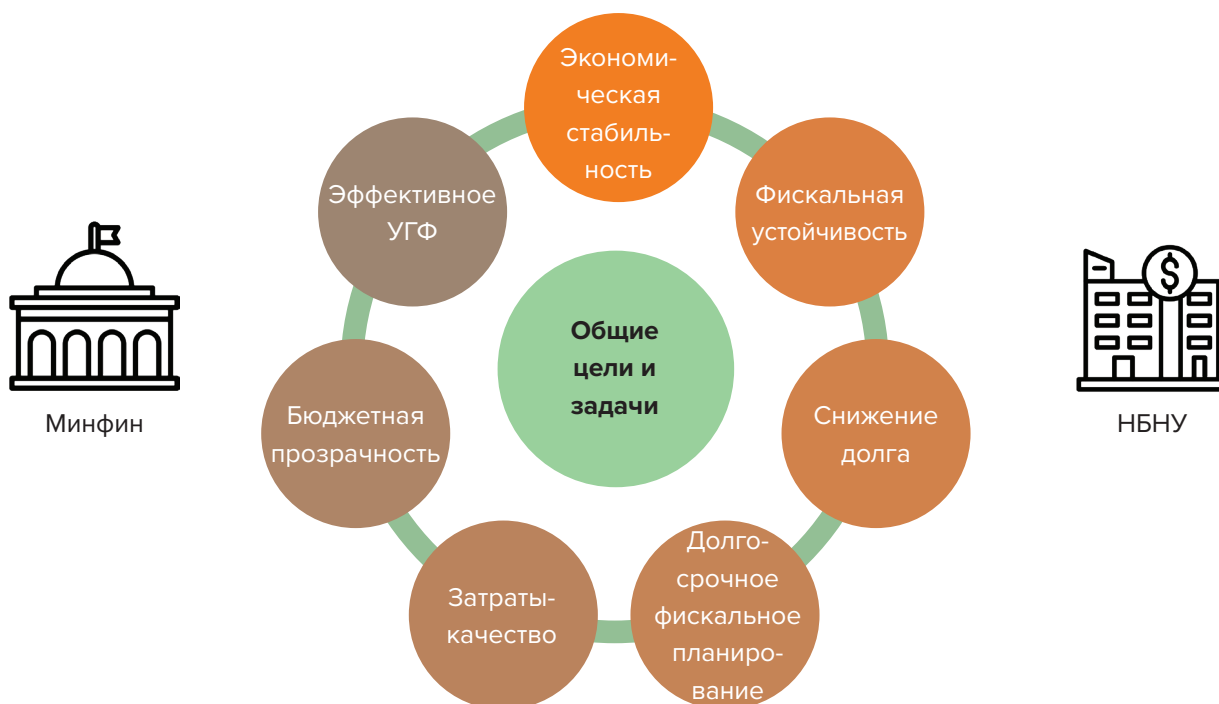 Экономи-
ческая
стабиль-
ность
Фискальная
устойчивость
Снижение
долга
Долго-
срочное
фискальное
планиро-
вание
Затраты-
качество
Бюджетная
прозрачность
Эффективное
УГФ
Общие
цели и
задачи
Минфин
НБНУ
$